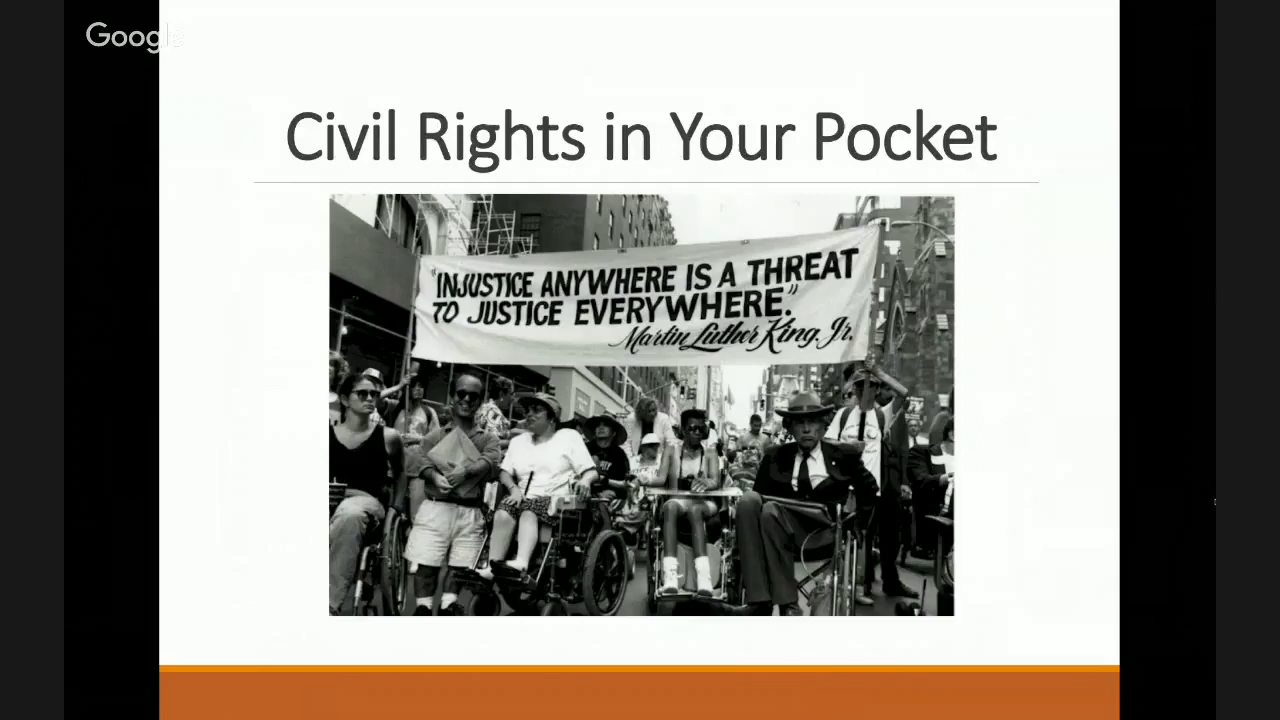 Google
Civil Rights in Your Pocket
"INJUSTICE ANYWHERE IS A THREAT
TO JUSTICE EVERYWHERE."
Martin Luther King, Jr.